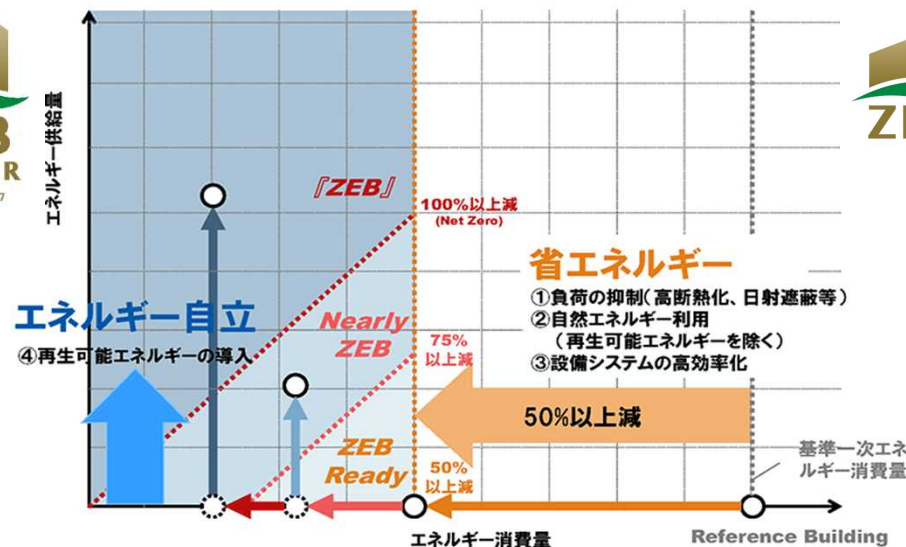 エネルギー供給量
『ZEB』
100%以上減
(Net Zero)
省エネルギー
①負荷の抑制(高断熱化、日射遮蔽等)
②自然エネルギー利用
(再生可能エネルギーを除く)
③設備システムの高効率化
エネルギー自立
④再生可能エネルギーの導入
Nearly
ZEB
75%
以上減
50%以上減
ZEB
Ready
50%
以上減
基準一次エネ
ルギー消費量
エネルギー消費量
Reference Building